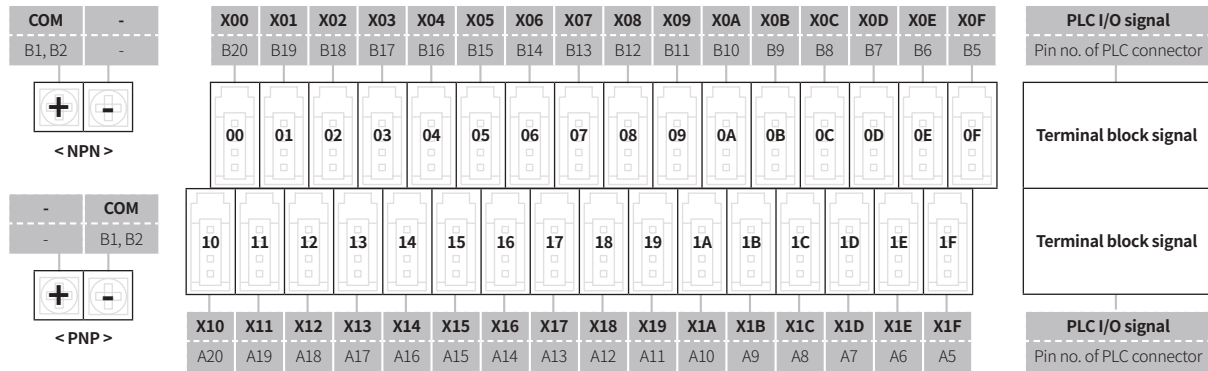 COM -
B1, B2 -
+ -
< NPN >
- COM
- B1, B2
+ -
< PNP >
X00 X01 X02 X03 X04 X05 X06 X07 X08 X09 X0A X0B X0C X0D X0E X0F
B20 B19 B18 B17 B16 B15 B14 B13 B12 B11 B10 B9 B8 B7 B6 B5
00 01 02 03 04 05 06 07 08 09 0A 0B 0C 0D 0E 0F
10 11 12 13 14 15 16 17 18 19 1A 1B 1C 1D 1E 1F
X10 X11 X12 X13 X14 X15 X16 X17 X18 X19 X1A X1B X1C X1D X1E X1F
A20 A19 A18 A17 A16 A15 A14 A13 A12 A11 A10 A9 A8 A7 A6 A5
PLC I/O signal
Pin no. of PLC connector
Terminal block signal
Terminal block signal
PLC I/O signal
Pin no. of PLC connector